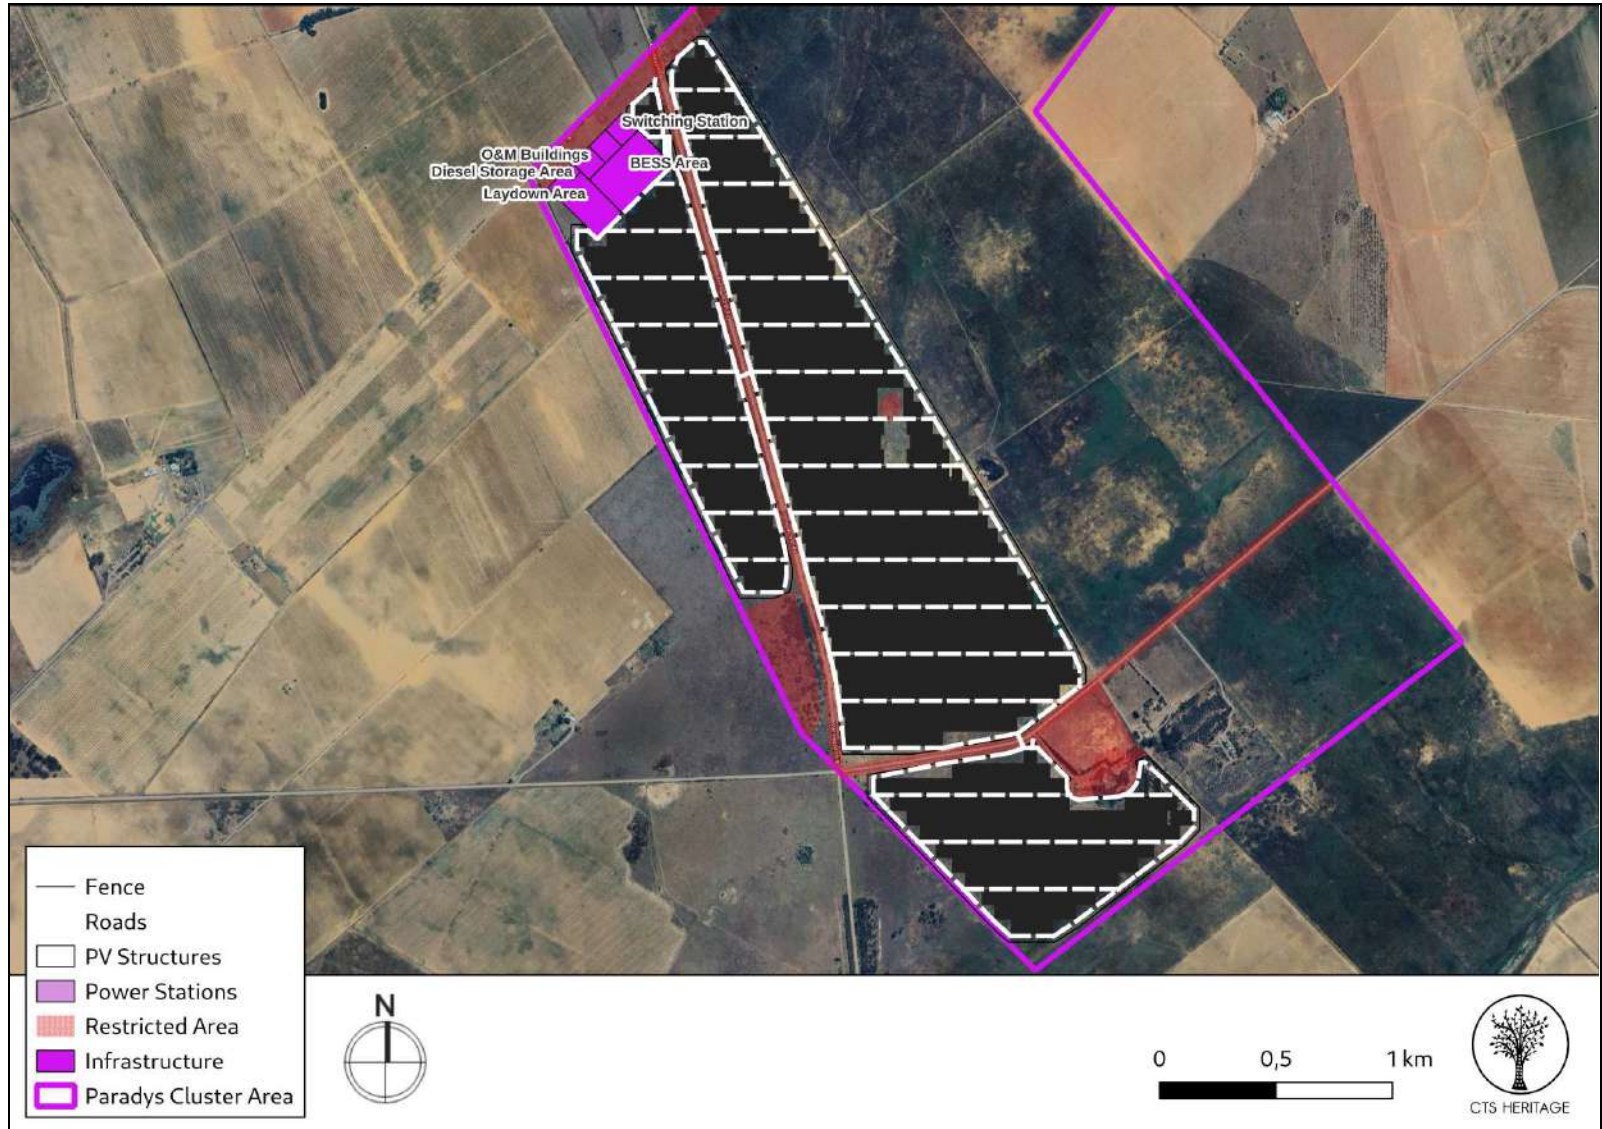 Switching Station
O&M Buildings
BESS Area
Diesel Storage Area
Laydown Area
Fence
Roads
PV Structures
Power Stations
Restricted Area
Infrastructure
Paradys Cluster Area
N
0 0,5 1 km
CTS HERITAGE